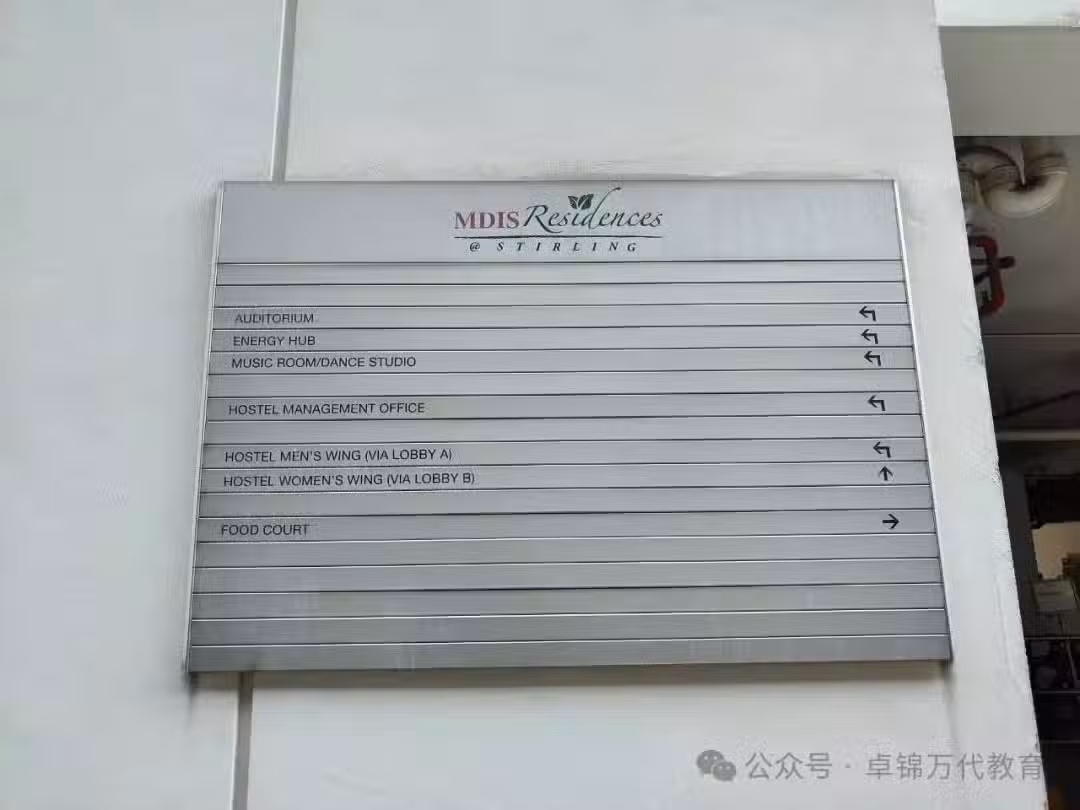 MDIS Residences
@ STIRLING
AUDITORIUM
ENERGY HUB
MUSIC ROOM/DANCE STUDIO
HOSTEL MANAGEMENT OFFICE
HOSTEL MEN'S WING (VIA LOBBY A)
HOSTEL WOMEN'S WING (VIA LOBBY B)
FOOD COURT
公众号 · 卓锦万代教育